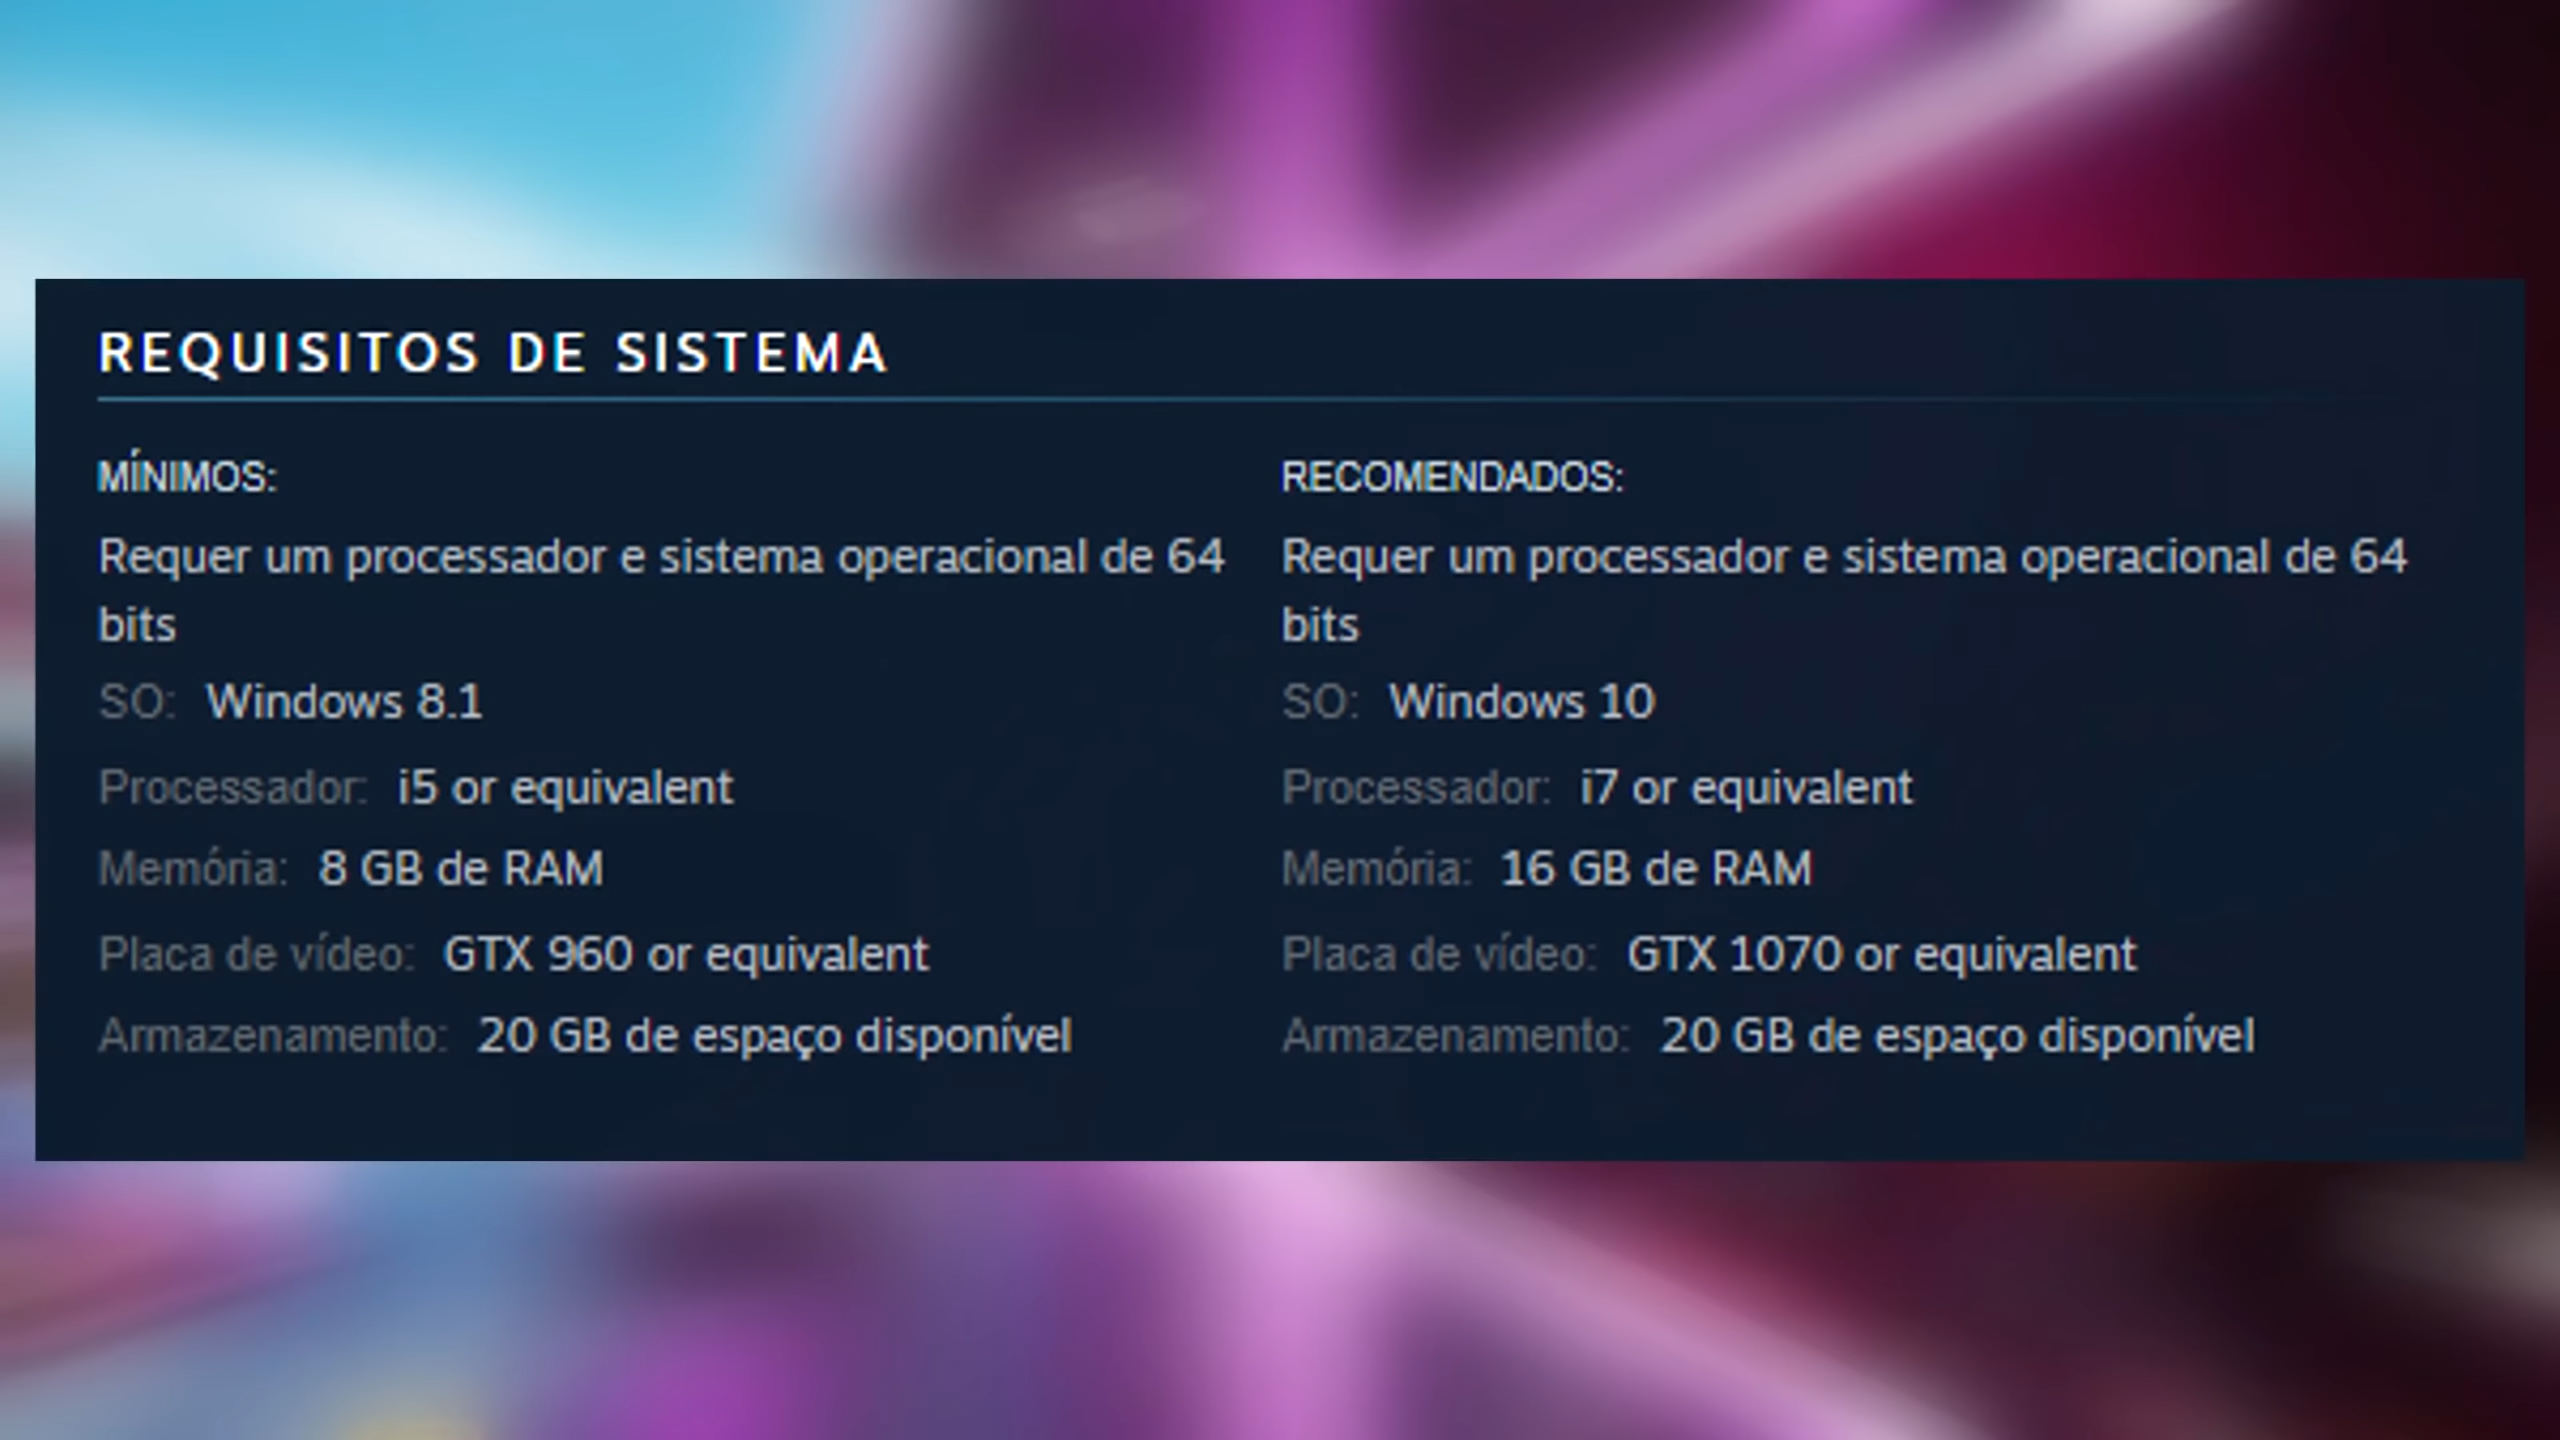 REQUISITOS DE SISTEMA
MÍNIMOS:
Requer um processador e sistema operacional de 64
bits
SO: Windows 8.1
Processador: i5 or equivalent
Memória: 8 GB de RAM
Placa de vídeo: GTX 960 or equivalent
Armazenamento: 20 GB de espaço disponível
RECOMENDADOS:
Requer um processador e sistema operacional de 64
bits
SO: Windows 10
Processador: i7 or equivalent
Memória: 16 GB de RAM
Placa de vídeo: GTX 1070 or equivalent
Armazenamento: 20 GB de espaço disponível